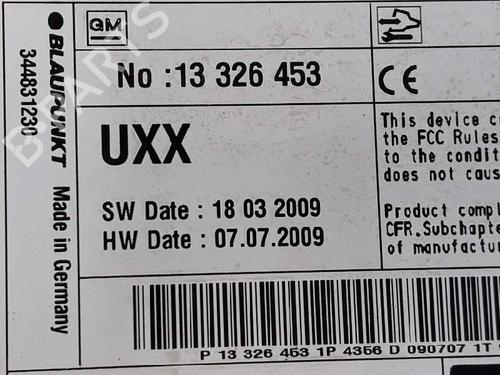 GM
No : 13 326 453
CE
UXX
SW Date : 18 03 2009
HW Date : 07.07.2009
This device
the FCC Rules
to the condit
does not caus
Product compl
CFR.Subchapte
of manufactur
P 13 326 453 1P 4356 D 090707 1T
BLAUPUNKT Made in Germany
344831230
B-PARTS